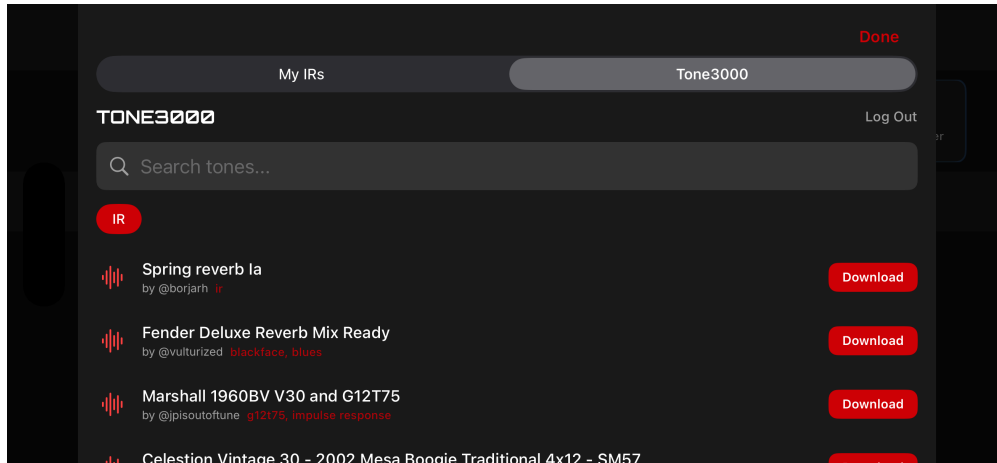 Done
My IRs
Tone3000
TONE3000
Log Out
Search tones...
IR
Spring reverb la
by @borjarh ir
Download
Fender Deluxe Reverb Mix Ready
by @vulturized blackface, blues
Download
Marshall 1960BV V30 and G12T75
by @jpisoutoftune g12t75, impulse response
Download
Celestion Vintage 30 - 2002 Mesa Boogie Traditional 4x12 - SM57